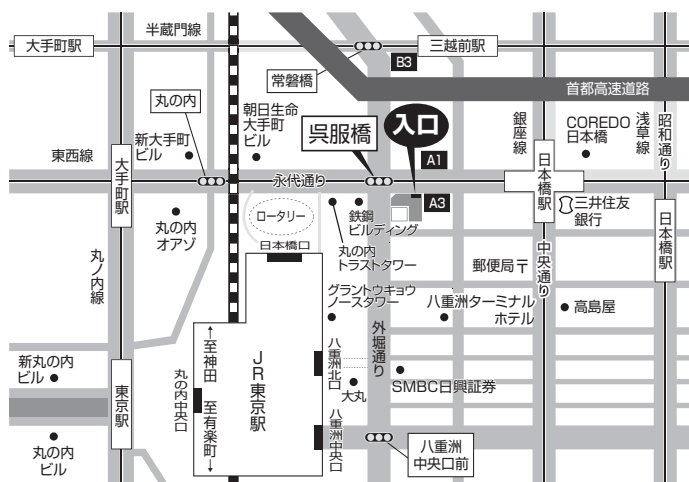 半蔵門線
大手町駅
三越前駅
B3
常磐橋
首都高速道路
丸の内
朝日生命
大手町
ビル
呉服橋
入口
銀座線
COREDO
日本橋
浅草線
昭和通り
新大手町
ビル
東西線
大手町駅
A1
永代通り
日本橋駅
A3
丸の内
オアゾ
ロータリー
鉄鋼
ビルディング
三井住友
銀行
日本橋駅
日本橋口
丸の内
トラストタワー
丸ノ内線
郵便局〒
中央通り
グラントウキョウ
ノースタワー
八重洲ターミナル
ホテル
高島屋
外堀通り
至神田
至有楽町
JR東京駅
八重洲北口
丸の内中央口
新丸の内
ビル
東京駅
大丸
SMBC日興証券
八重洲中央口
丸の内
ビル
八重洲
中央口前